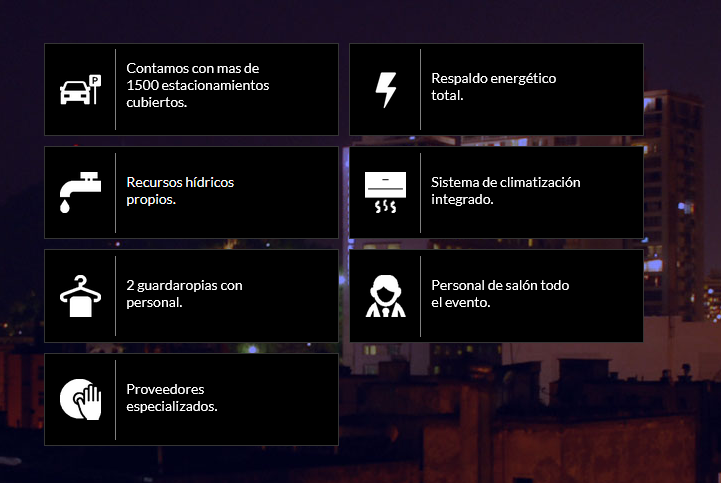 Contamos con mas de
1500 estacionamientos
cubiertos.
Respaldo energético
total.
Recursos hídricos
propios.
Sistema de climatización
integrado.
2 guardaropias con
personal.
Personal de salón todo
el evento.
Proveedores
especializados.
P